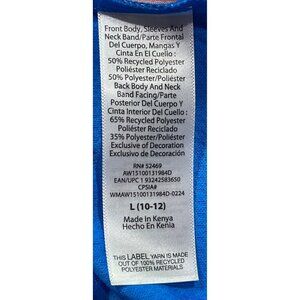 Front Body, Sleeves And
Neck Band/Parte Frontal
Del Cuerpo, Mangas Y
Cinta En El Cuello :
50% Recycled Polyester
Poliéster Reciclado
50% Polyester/Poliéster
Back Body And Neck
Band Facing/Parte
Posterior Del Cuerpo Y
Cinta Interior Del Cuello :
65% Recycled Polyester
Poliéster Reciclado
35% Polyester/Poliéster
Exclusive of Decoration
Exclusivo de Decoración
RN# 52469
AW15100131984D
EAN/UPC 1 93242583650
CPSIA#
WMAW15100131984D-0224
L (10-12)
Made In Kenya
Hecho En Kenia
THIS LABEL YARN IS MADE
OUT OF 100% RECYCLED
POLYESTER MATERIALS